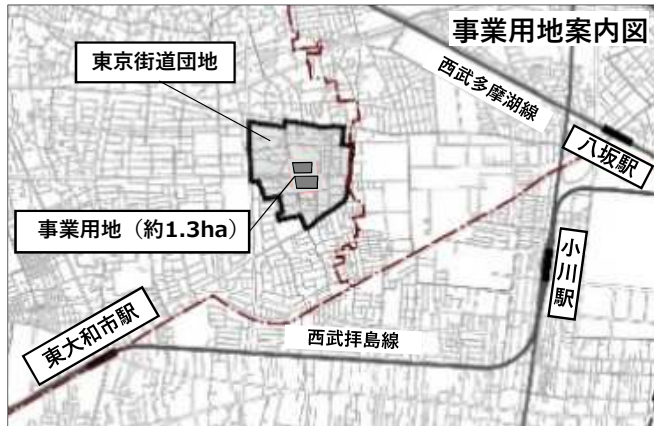 事業用地案内図
東京街道団地
西武多摩湖線
八坂駅
事業用地（約1.3ha）
小川駅
東大和市駅
西武拝島線